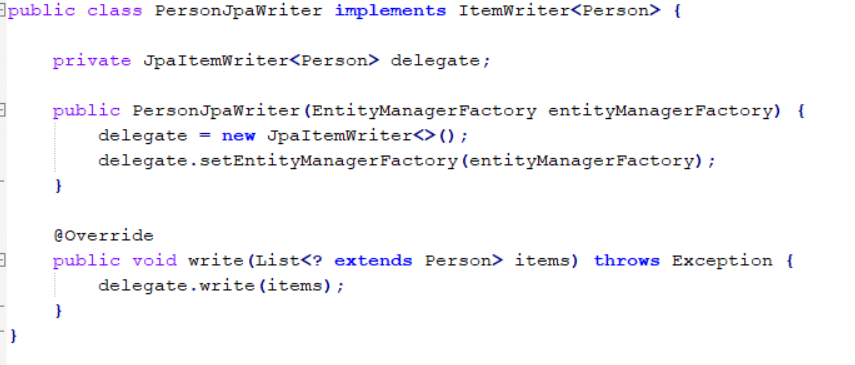 public class PersonJpaWriter implements ItemWriter<Person> {
private JpaItemWriter<Person> delegate;
public PersonJpaWriter(EntityManagerFactory entityManagerFactory) {
delegate = new JpaItemWriter<>();
delegate.setEntityManagerFactory(entityManagerFactory);
}
@Override
public void write(List<? extends Person> items) throws Exception {
delegate.write(items);
}
}